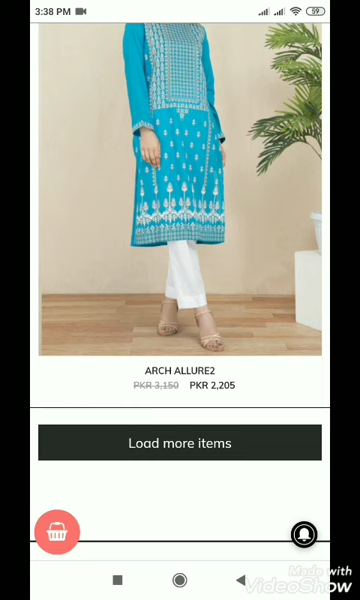 3:38 PM
59
ARCH ALLURE2
PKR 3,150 PKR 2,205
Load more items
Made with
VideoShow